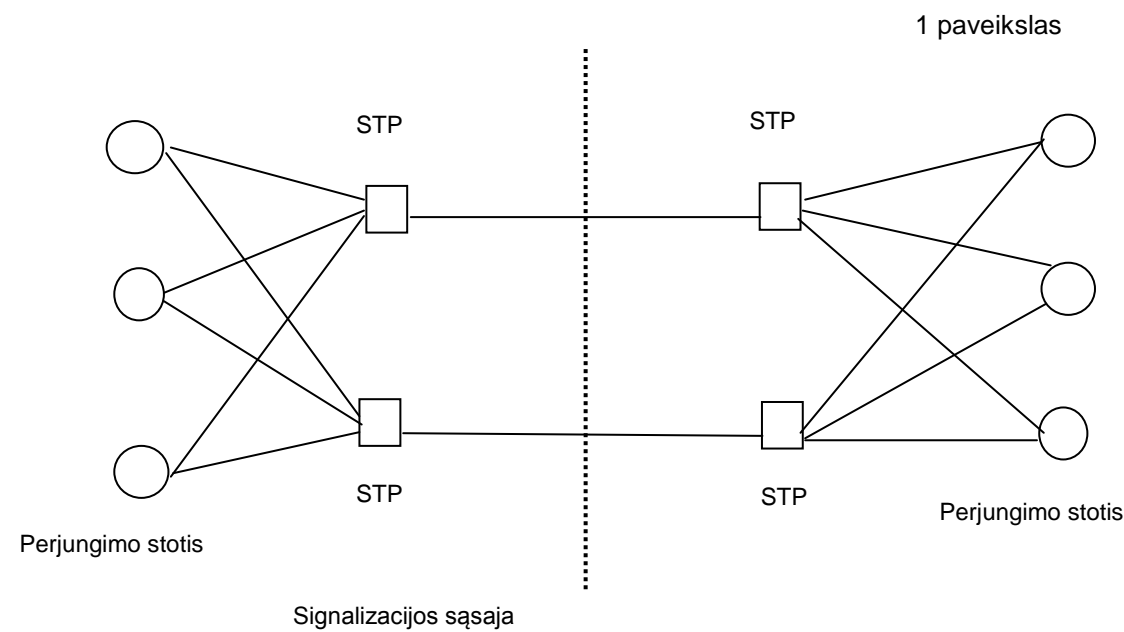 1 paveikslas
STP
STP
STP
STP
Perjungimo stotis
Perjungimo stotis
Signalizacijos sąsaja